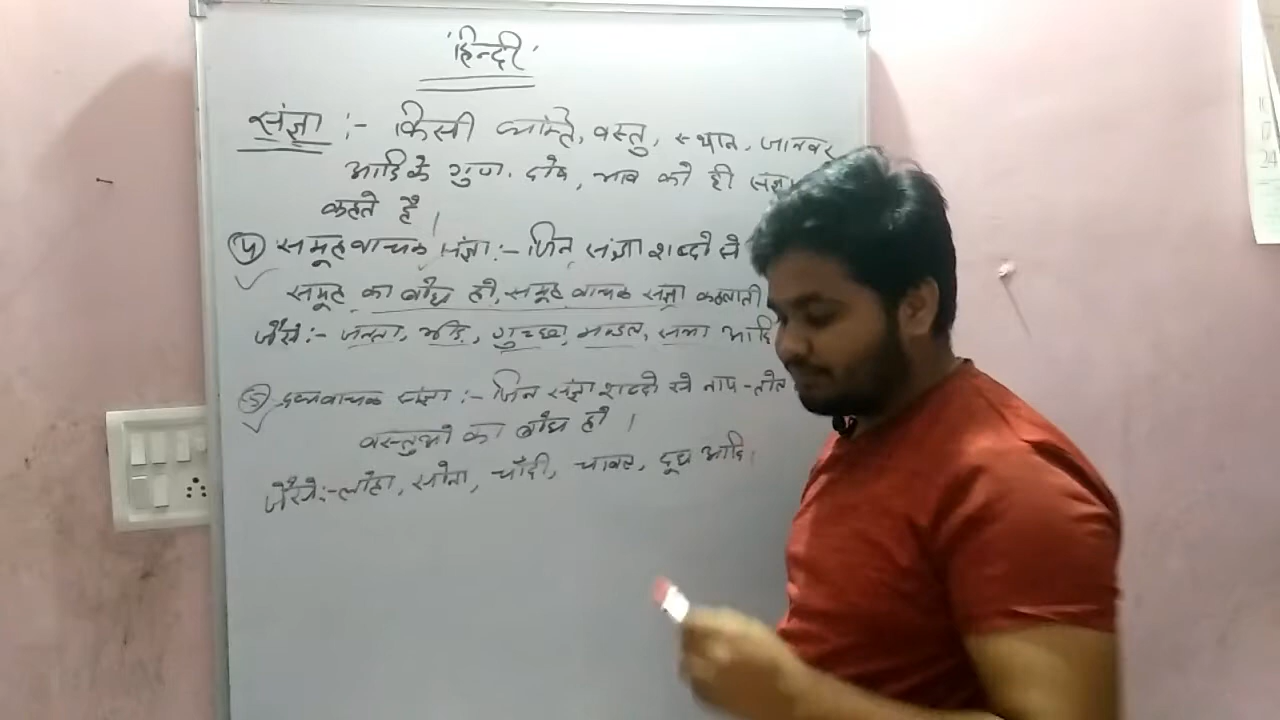 'हिन्दी'
संज्ञा :- किसी व्यक्ति, वस्तु, स्थान, जानवर
आदि के गुण, दोष, भाव को ही संज्ञा
कहते है।
④ समूहवाचक संज्ञा :- जिन संज्ञा शब्दो से
समूह का बोध हो, समूह वाचक संज्ञा कहलाती
जैसे :- जनता, भीड़, गुच्छा, मण्डल, सभा आदि
⑤ द्रव्यवाचक संज्ञा :- जिन संज्ञा शब्दो से नाप-तोल
वस्तुओ का बोध हो।
जैसे :- लोहा, सोना, चाँदी, चावल, दूध आदि।
24